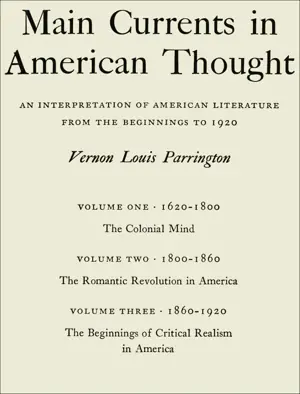 Main Currents in
American Thought
AN INTERPRETATION OF AMERICAN LITERATURE
FROM THE BEGINNINGS TO 1920
Vernon Louis Parrington
VOLUME ONE · 1620-1800
The Colonial Mind
VOLUME TWO · 1800-1860
The Romantic Revolution in America
VOLUME THREE · 1860-1920
The Beginnings of Critical Realism
in America